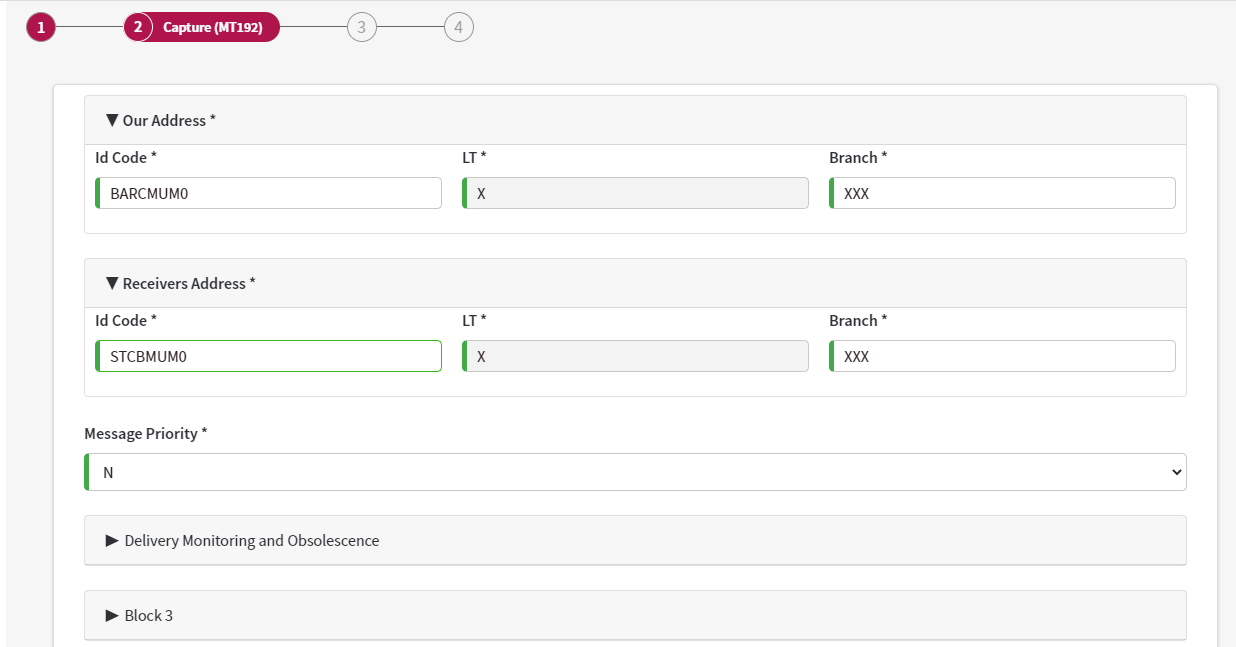 1 2 Capture (MT192) 3 4
▼ Our Address *
Id Code * LT * Branch *
BARCMUM0 X XXX
▼ Receivers Address *
Id Code * LT * Branch *
STCBMUM0 X XXX
Message Priority *
N
▶ Delivery Monitoring and Obsolescence
▶ Block 3